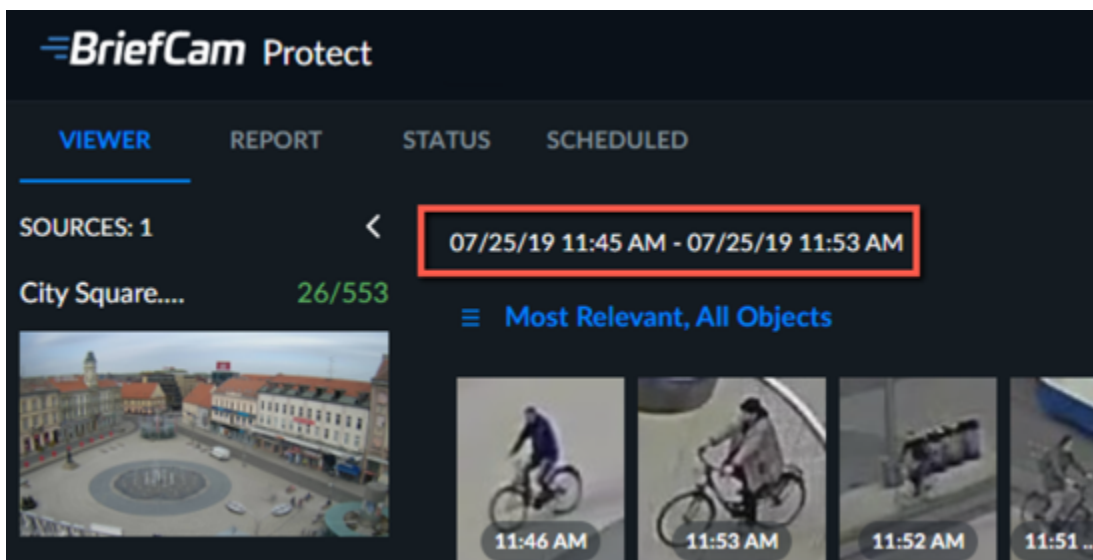 BriefCam Protect
VIEWER REPORT STATUS SCHEDULED
SOURCES: 1
07/25/19 11:45 AM - 07/25/19 11:53 AM
City Square.... 26/553
Most Relevant, All Objects
11:46 AM 11:53 AM 11:52 AM 11:51 ...